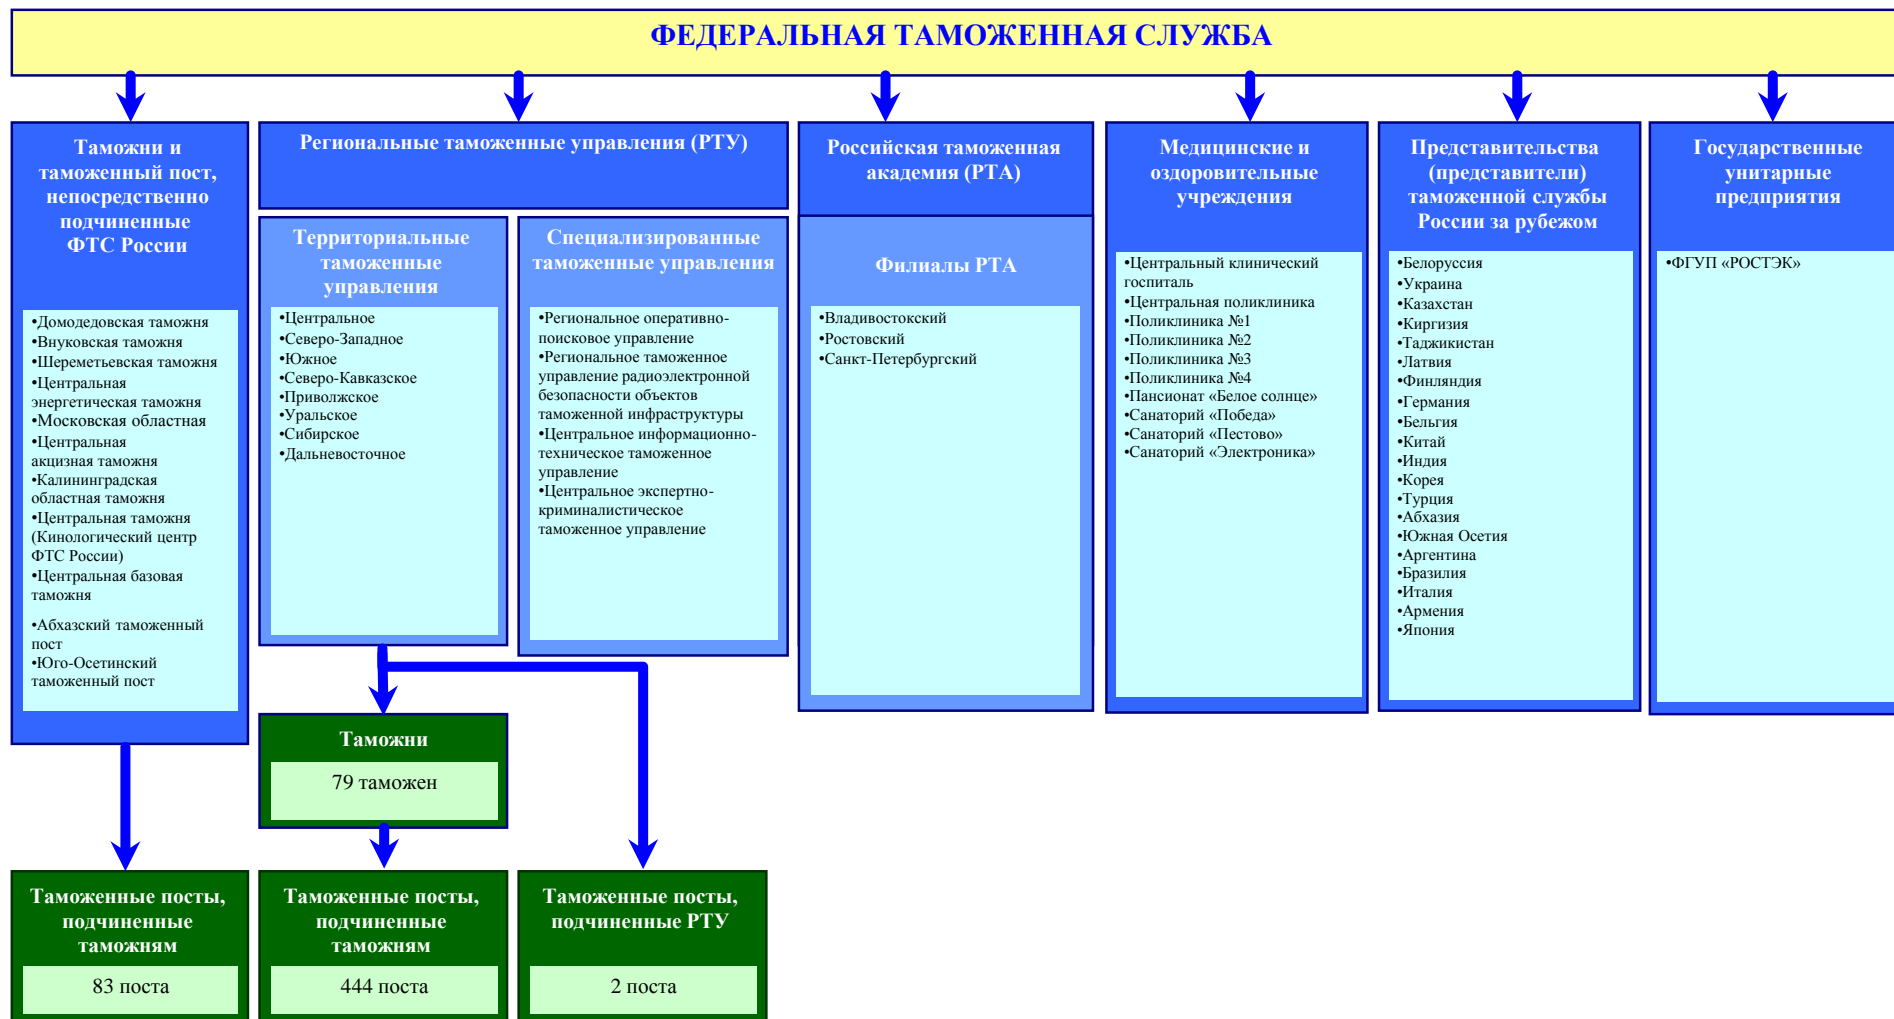 ФЕДЕРАЛЬНАЯ ТАМОЖЕННАЯ СЛУЖБА
Таможни и
таможенный пост,
непосредственно
подчиненные
ФТС России
•Домодедовская таможня
•Внуковская таможня
•Шереметьевская таможня
•Центральная
энергетическая таможня
•Московская областная
•Центральная
акцизная таможня
•Калининградская
областная таможня
•Центральная таможня
(Кинологический центр
ФТС России)
•Центральная базовая
таможня
•Абхазский таможенный
пост
•Юго-Осетинский
таможенный пост
Региональные таможенные управления (РТУ)
Территориальные
таможенные
управления
•Центральное
•Северо-Западное
•Южное
•Северо-Кавказское
•Приволжское
•Уральское
•Сибирское
•Дальневосточное
Специализированные
таможенные управления
•Региональное оперативно-
поисковое управление
•Региональное таможенное
управление радиоэлектронной
безопасности объектов
таможенной инфраструктуры
•Центральное информационно-
техническое таможенное
управление
•Центральное экспертно-
криминалистическое
таможенное управление
Российская таможенная
академия (РТА)
Филиалы РТА
•Владивостокский
•Ростовский
•Санкт-Петербургский
Медицинские и
оздоровительные
учреждения
•Центральный клинический
госпиталь
•Центральная поликлиника
•Поликлиника №1
•Поликлиника №2
•Поликлиника №3
•Поликлиника №4
•Пансионат «Белое солнце»
•Санаторий «Победа»
•Санаторий «Пестово»
•Санаторий «Электроника»
Представительства
(представители)
таможенной службы
России за рубежом
•Белоруссия
•Украина
•Казахстан
•Киргизия
•Таджикистан
•Латвия
•Финляндия
•Германия
•Бельгия
•Китай
•Индия
•Корея
•Турция
•Абхазия
•Южная Осетия
•Аргентина
•Бразилия
•Италия
•Армения
•Япония
Государственные
унитарные
предприятия
•ФГУП «РОСТЭК»
Таможни
79 таможен
Таможенные посты,
подчиненные
таможням
83 поста
Таможенные посты,
подчиненные
таможням
444 поста
Таможенные посты,
подчиненные РТУ
2 поста